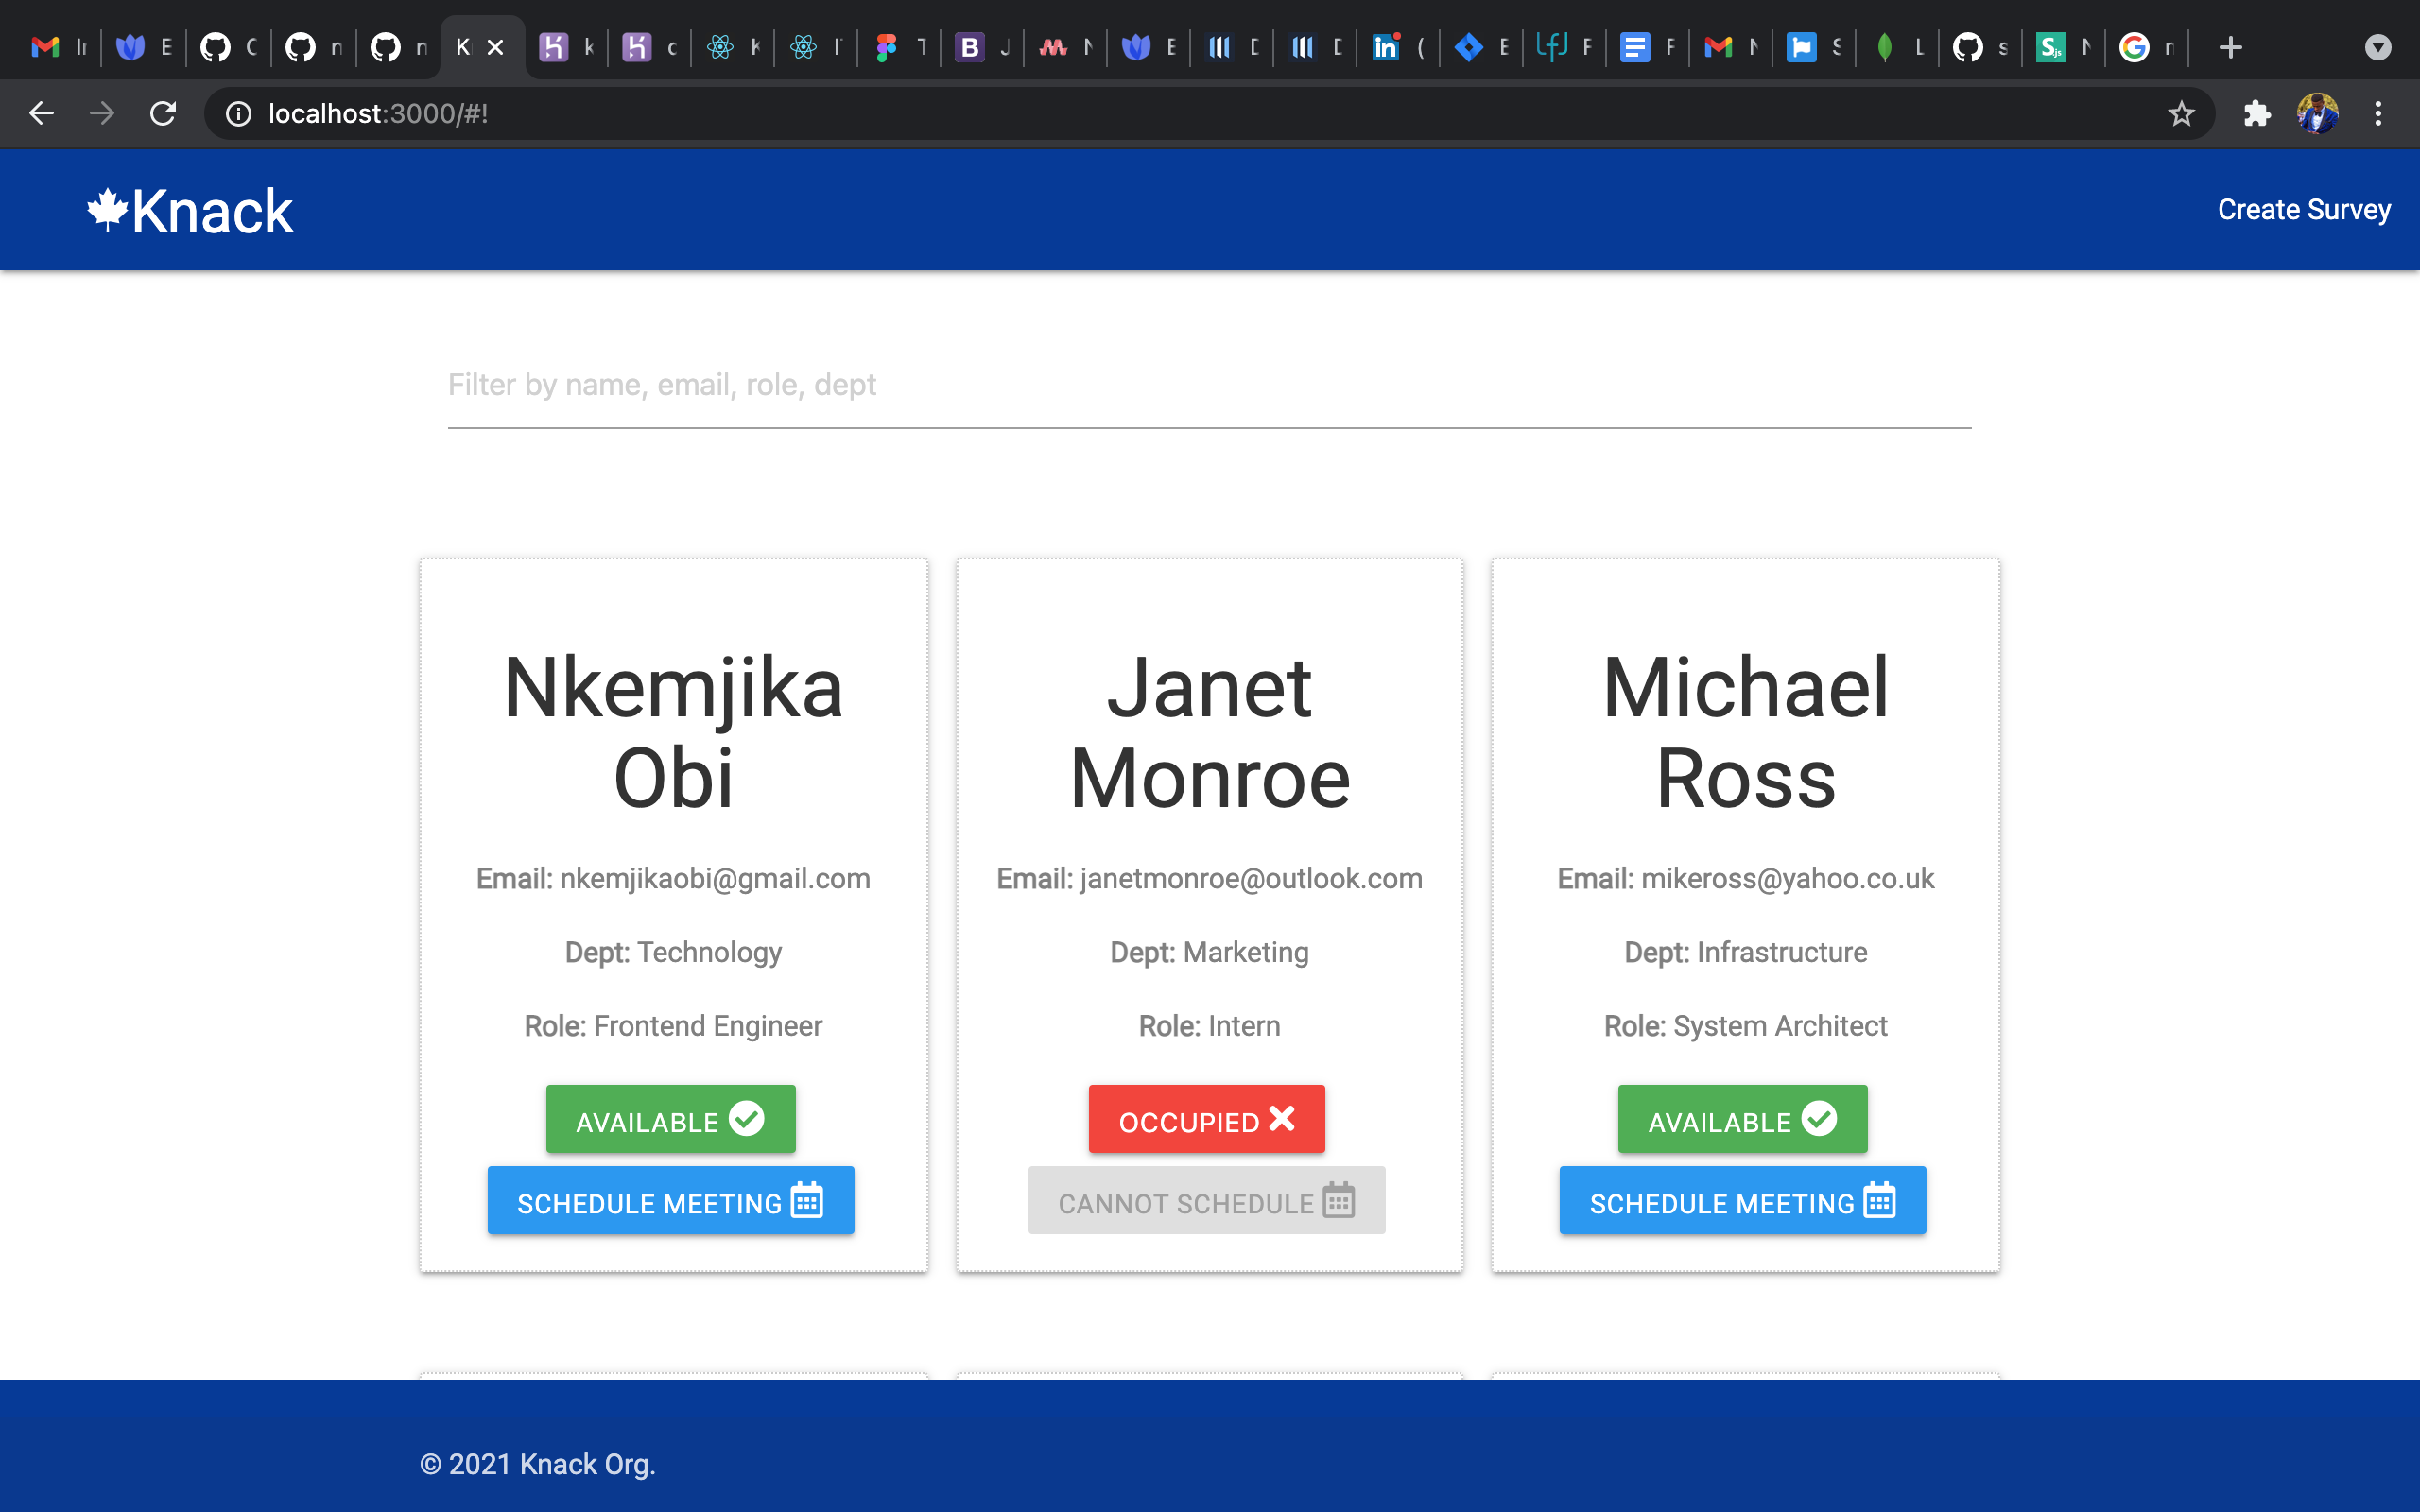 localhost:3000/#!
Knack
Create Survey
Filter by name, email, role, dept
Nkemjika
Obi
Email: nkemjikaobi@gmail.com
Dept: Technology
Role: Frontend Engineer
AVAILABLE
SCHEDULE MEETING
Janet
Monroe
Email: janetmonroe@outlook.com
Dept: Marketing
Role: Intern
OCCUPIED
CANNOT SCHEDULE
Michael
Ross
Email: mikeross@yahoo.co.uk
Dept: Infrastructure
Role: System Architect
AVAILABLE
SCHEDULE MEETING
© 2021 Knack Org.